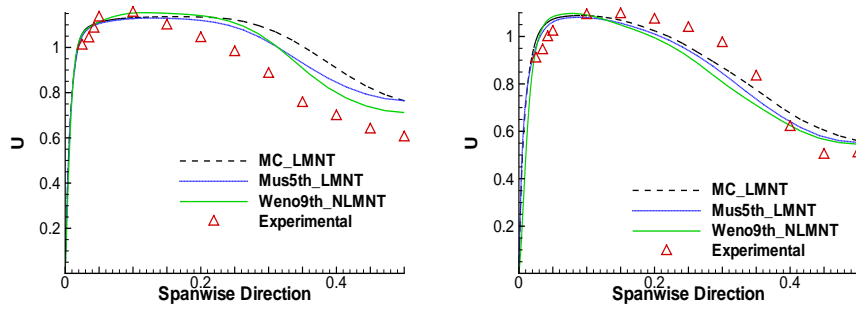 1
0.8
0.6
0.4
0.2
U
0
0.2
0.4
Spanwise Direction
MC_LMNT
Mus5th_LMNT
Weno9th_NLMNT
Experimental
1
0.8
0.6
0.4
0.2
U
0
0.2
0.4
Spanwise Direction
MC_LMNT
Mus5th_LMNT
Weno9th_NLMNT
Experimental